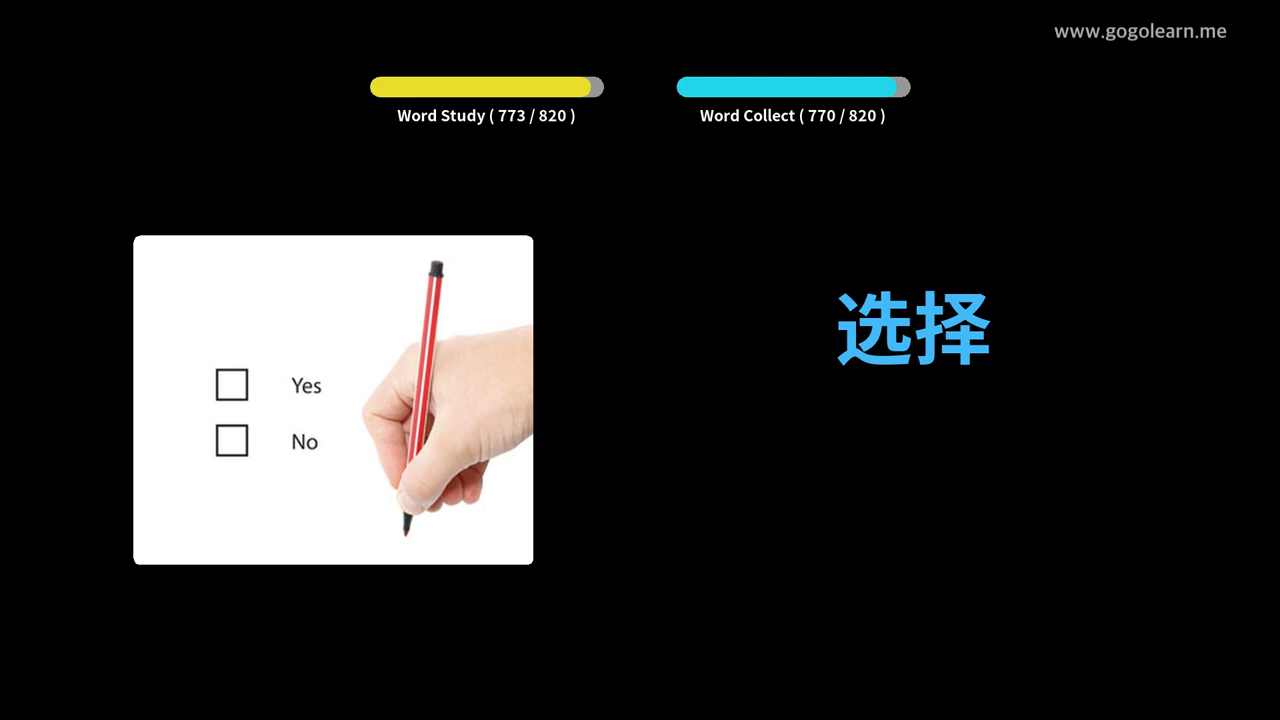 www.gogolearn.me
Word Study ( 773 / 820 )
Word Collect ( 770 / 820 )
Yes
No
选择